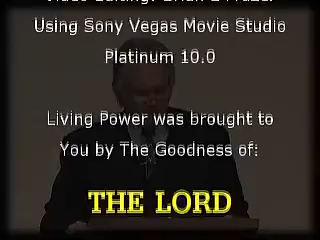 Using Sony Vegas Movie Studio
Platinum 10.0
Living Power was brought to
You by The Goodness of:
THE LORD